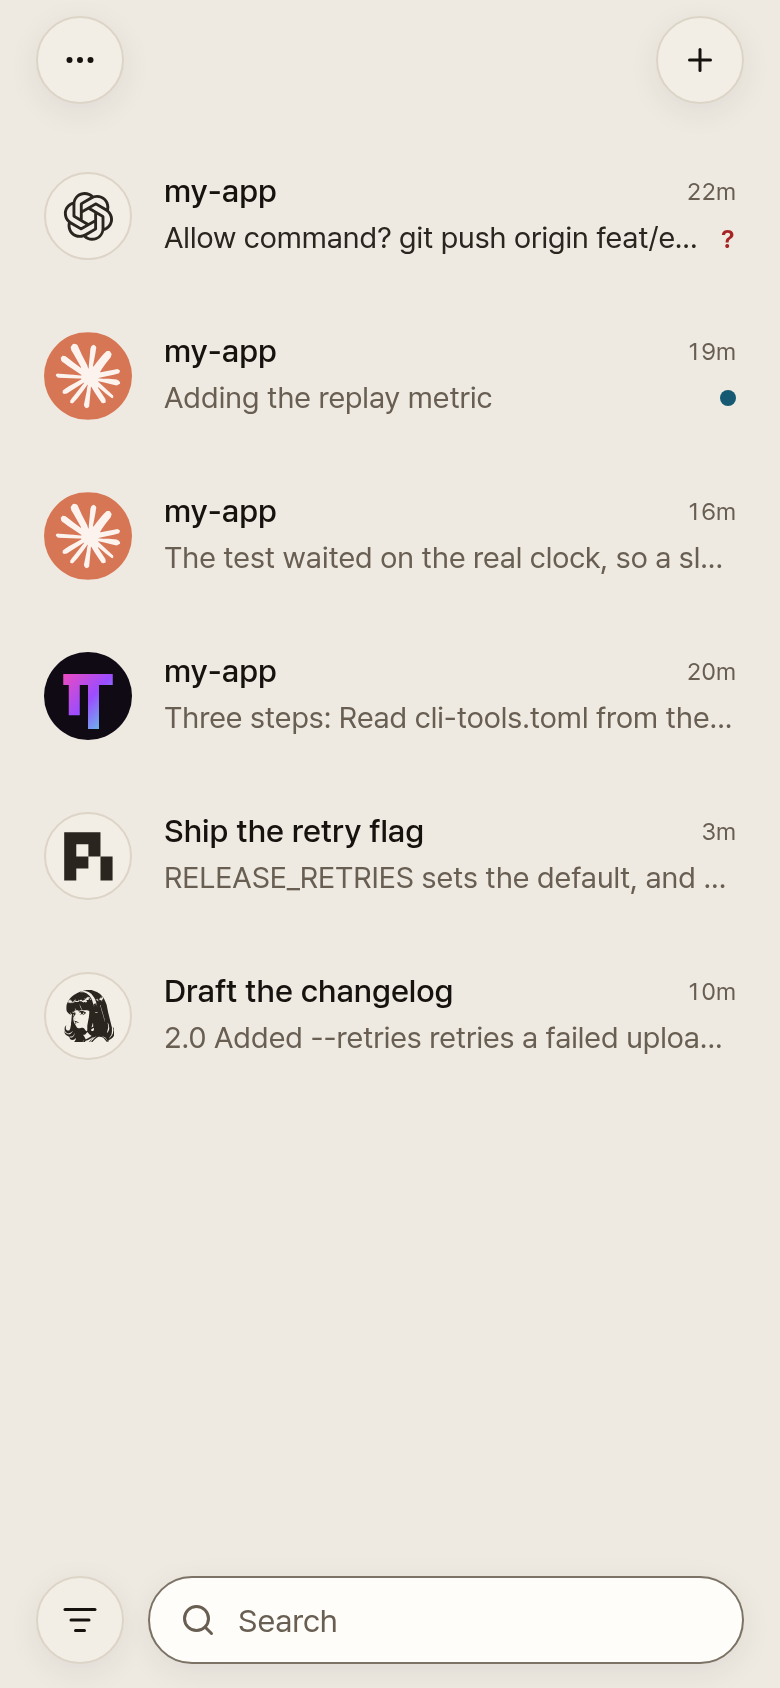 my-app
22m
Allow command? git push origin feat/e...
?
my-app
19m
Adding the replay metric
my-app
16m
The test waited on the real clock, so a sl...
my-app
20m
Three steps: Read cli-tools.toml from the...
Ship the retry flag
3m
RELEASE_RETRIES sets the default, and ...
Draft the changelog
10m
2.0 Added --retries retries a failed uploa...
Search